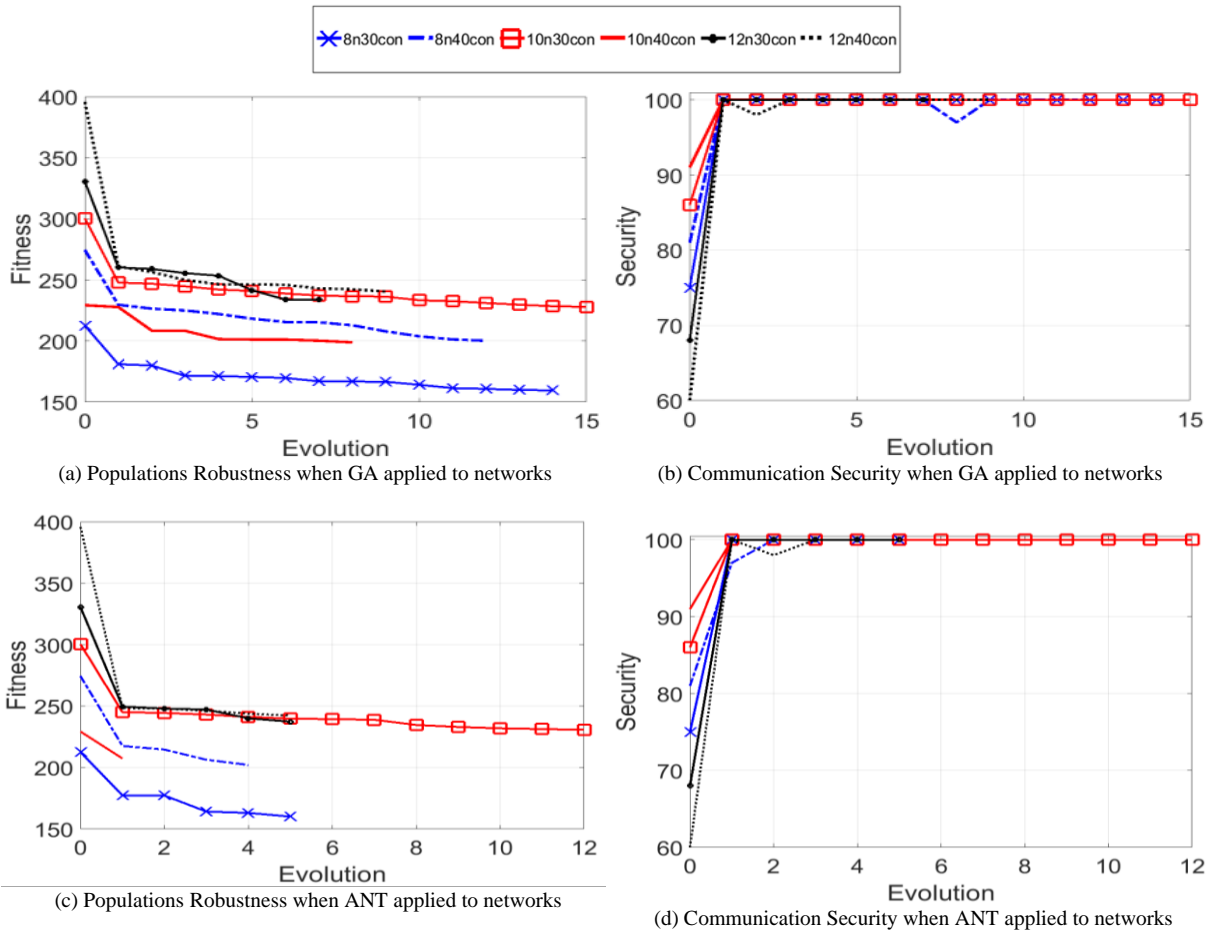 8n30con 8n40con 10n30con 10n40con 12n30con 12n40con
400
350
300
250
200
150
Fitness
0 5 10 15
Evolution
(a) Populations Robustness when GA applied to networks
100
90
80
70
60
Security
0 5 10 15
Evolution
(b) Communication Security when GA applied to networks
400
350
300
250
200
150
Fitness
0 2 4 6 8 10 12
Evolution
(c) Populations Robustness when ANT applied to networks
100
90
80
70
60
Security
0 2 4 6 8 10 12
Evolution
(d) Communication Security when ANT applied to networks